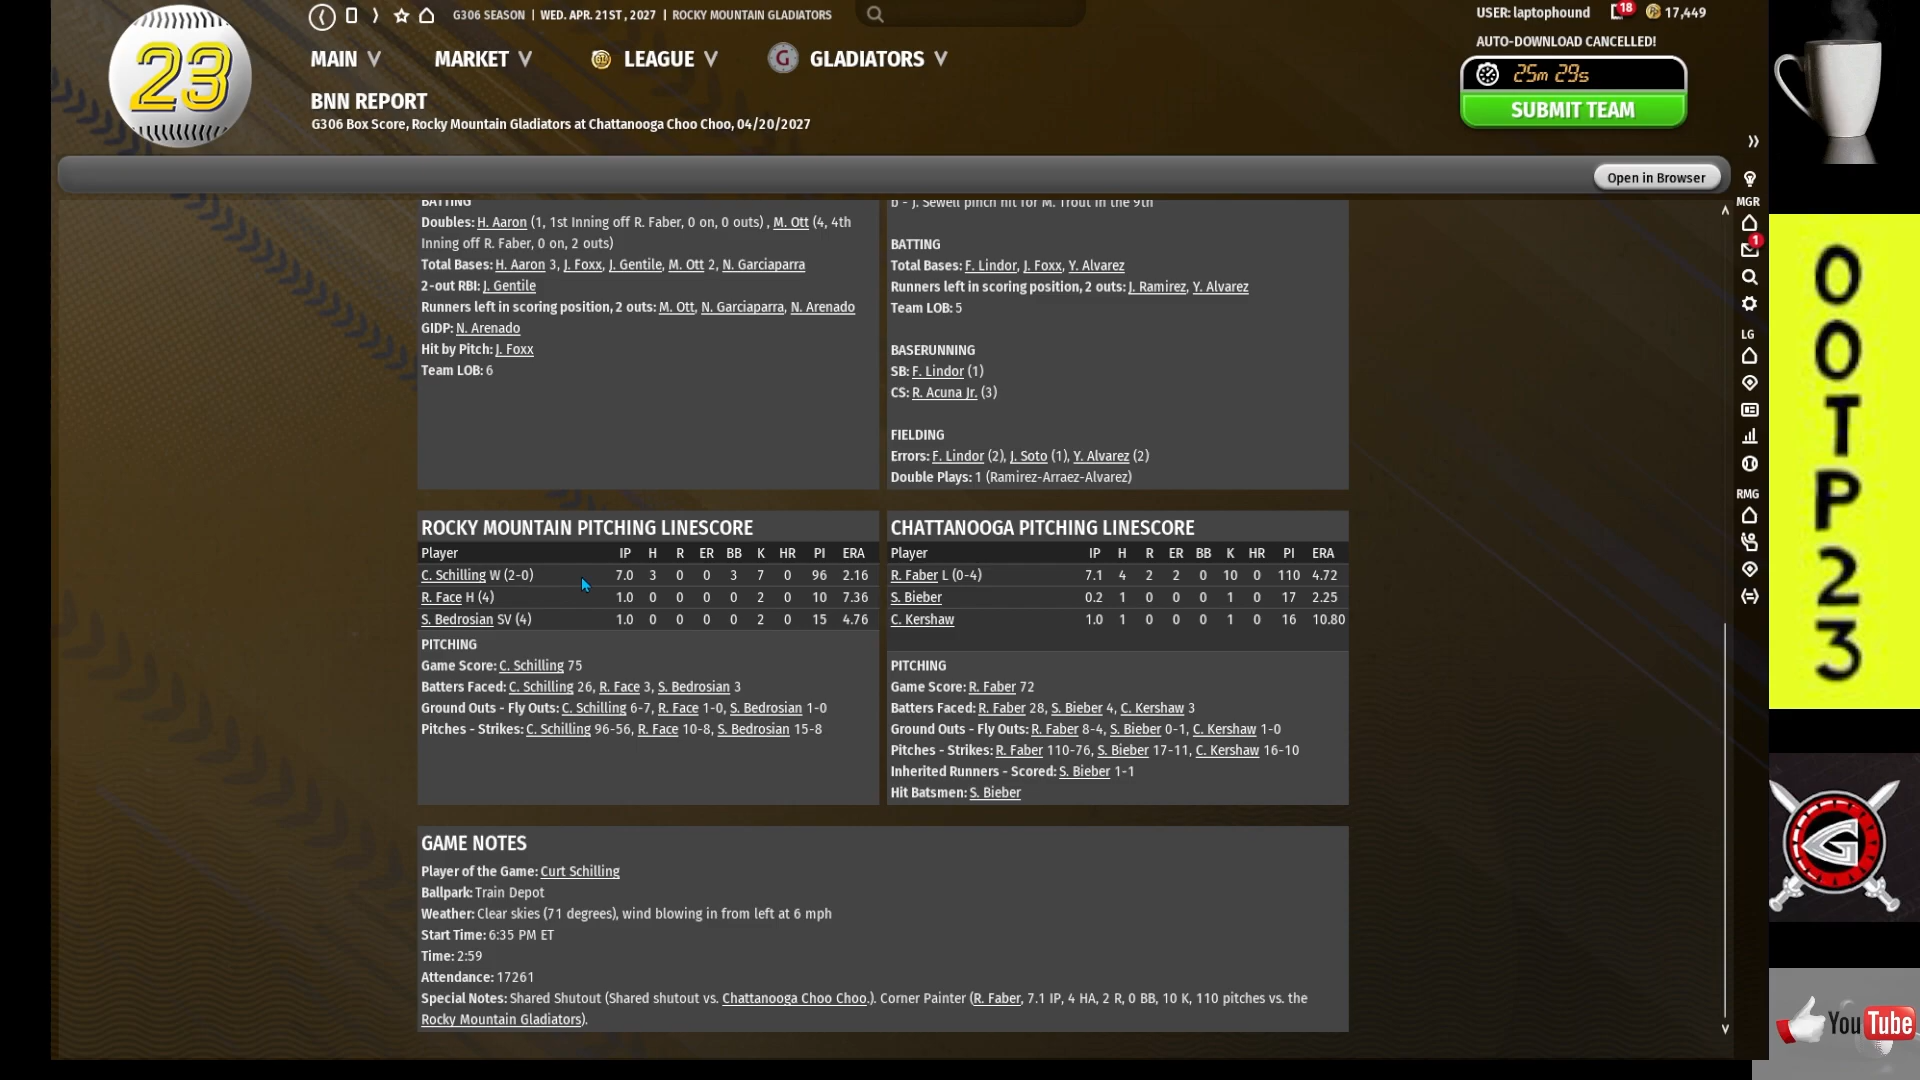 23
G306 SEASON | WED. APR. 21ST , 2027 | ROCKY MOUNTAIN GLADIATORS
USER: laptophound 18 17,449
MAIN MARKET LEAGUE G GLADIATORS
AUTO-DOWNLOAD CANCELLED!
25m 29s
SUBMIT TEAM
BNN REPORT
G306 Box Score, Rocky Mountain Gladiators at Chattanooga Choo Choo, 04/20/2027
Open in Browser
BATTING
Doubles: H. Aaron (1, 1st Inning off R. Faber, 0 on, 0 outs) , M. Ott (4, 4th
Inning off R. Faber, 0 on, 2 outs)
Total Bases: H. Aaron 3, J. Foxx, J. Gentile, M. Ott 2, N. Garciaparra
2-out RBI: J. Gentile
Runners left in scoring position, 2 outs: M. Ott, N. Garciaparra, N. Arenado
GIDP: N. Arenado
Hit by Pitch: J. Foxx
Team LOB: 6
b - J. Sewell pinch hit for M. Trout in the 9th
BATTING
Total Bases: F. Lindor, J. Foxx, Y. Alvarez
Runners left in scoring position, 2 outs: J. Ramirez, Y. Alvarez
Team LOB: 5
BASERUNNING
SB: F. Lindor (1)
CS: R. Acuna Jr. (3)
FIELDING
Errors: F. Lindor (2), J. Soto (1), Y. Alvarez (2)
Double Plays: 1 (Ramirez-Arraez-Alvarez)
ROCKY MOUNTAIN PITCHING LINESCORE
Player IP H R ER BB K HR PI ERA
C. Schilling W (2-0) 7.0 3 0 0 3 7 0 96 2.16
R. Face H (4) 1.0 0 0 0 0 2 0 10 7.36
S. Bedrosian SV (4) 1.0 0 0 0 0 2 0 15 4.76
PITCHING
Game Score: C. Schilling 75
Batters Faced: C. Schilling 26, R. Face 3, S. Bedrosian 3
Ground Outs - Fly Outs: C. Schilling 6-7, R. Face 1-0, S. Bedrosian 1-0
Pitches - Strikes: C. Schilling 96-56, R. Face 10-8, S. Bedrosian 15-8
CHATTANOOGA PITCHING LINESCORE
Player IP H R ER BB K HR PI ERA
R. Faber L (0-4) 7.1 4 2 2 0 10 0 110 4.72
S. Bieber 0.2 1 0 0 0 1 0 17 2.25
C. Kershaw 1.0 1 0 0 0 1 0 16 10.80
PITCHING
Game Score: R. Faber 72
Batters Faced: R. Faber 28, S. Bieber 4, C. Kershaw 3
Ground Outs - Fly Outs: R. Faber 8-4, S. Bieber 0-1, C. Kershaw 1-0
Pitches - Strikes: R. Faber 110-76, S. Bieber 17-11, C. Kershaw 16-10
Inherited Runners - Scored: S. Bieber 1-1
Hit Batsmen: S. Bieber
GAME NOTES
Player of the Game: Curt Schilling
Ballpark: Train Depot
Weather: Clear skies (71 degrees), wind blowing in from left at 6 mph
Start Time: 6:35 PM ET
Time: 2:59
Attendance: 17261
Special Notes: Shared Shutout (Shared shutout vs. Chattanooga Choo Choo.). Corner Painter (R. Faber, 7.1 IP, 4 HA, 2 R, 0 BB, 10 K, 110 pitches vs. the
Rocky Mountain Gladiators).
MGR
1
LG
RMG
O
O
T
P
2
3
G
YouTube